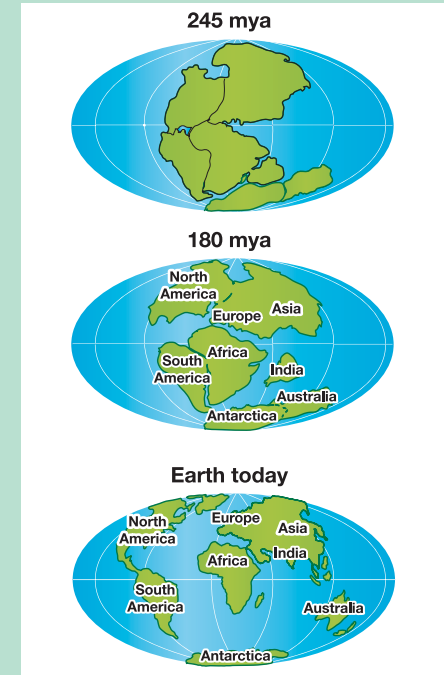 245 mya
180 mya
North
America
Europe
Asia
Africa
South
America
India
Australia
Antarctica
Earth today
North
America
Europe
Asia
India
Africa
South
America
Australia
Antarctica